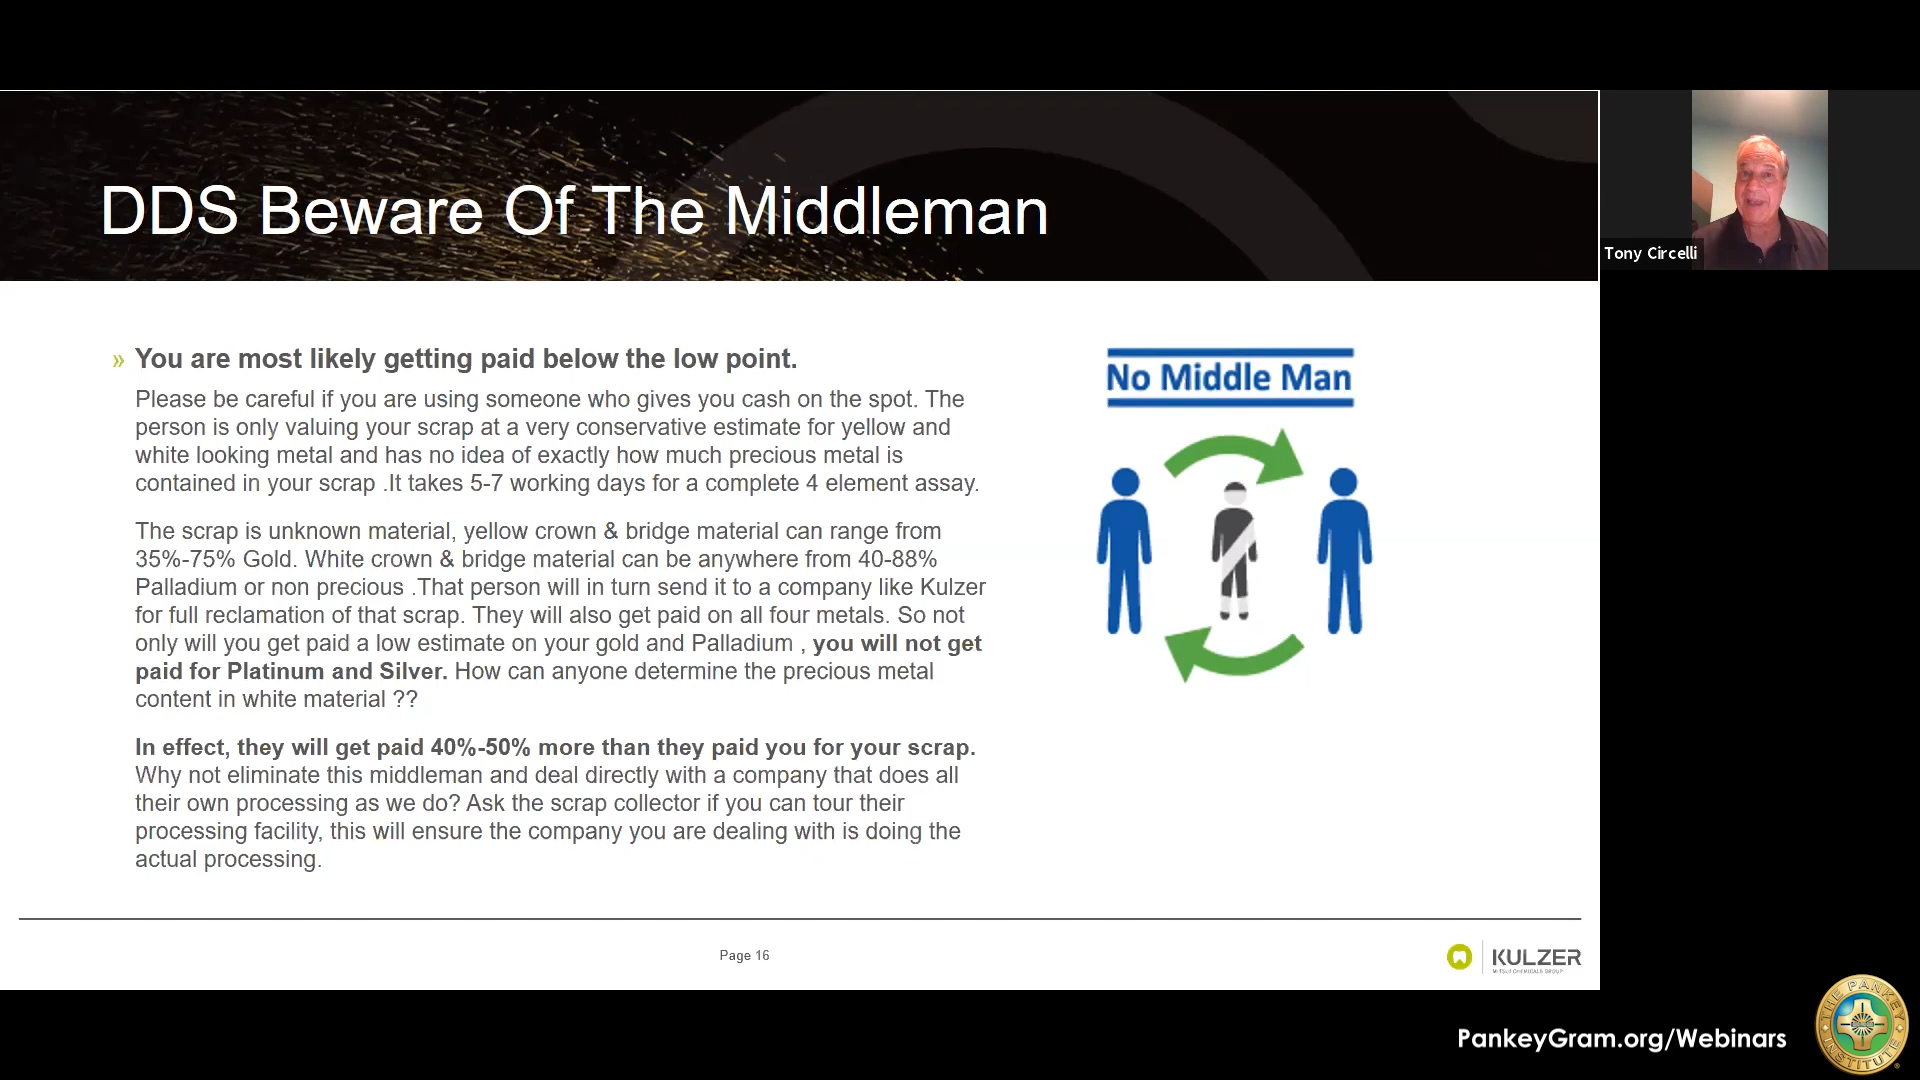 DDS Beware Of The Middleman
Tony Circelli
» You are most likely getting paid below the low point.
Please be careful if you are using someone who gives you cash on the spot. The
person is only valuing your scrap at a very conservative estimate for yellow and
white looking metal and has no idea of exactly how much precious metal is
contained in your scrap .It takes 5-7 working days for a complete 4 element assay.
The scrap is unknown material, yellow crown & bridge material can range from
35%-75% Gold. White crown & bridge material can be anywhere from 40-88%
Palladium or non precious .That person will in turn send it to a company like Kulzer
for full reclamation of that scrap. They will also get paid on all four metals. So not
only will you get paid a low estimate on your gold and Palladium , you will not get
paid for Platinum and Silver. How can anyone determine the precious metal
content in white material ??
In effect, they will get paid 40%-50% more than they paid you for your scrap.
Why not eliminate this middleman and deal directly with a company that does all
their own processing as we do? Ask the scrap collector if you can tour their
processing facility, this will ensure the company you are dealing with is doing the
actual processing.
No Middle Man
Page 16
KULZER
MITSUI CHEMICALS GROUP
PankeyGram.org/Webinars
THE PANKEY
INSTITUTE